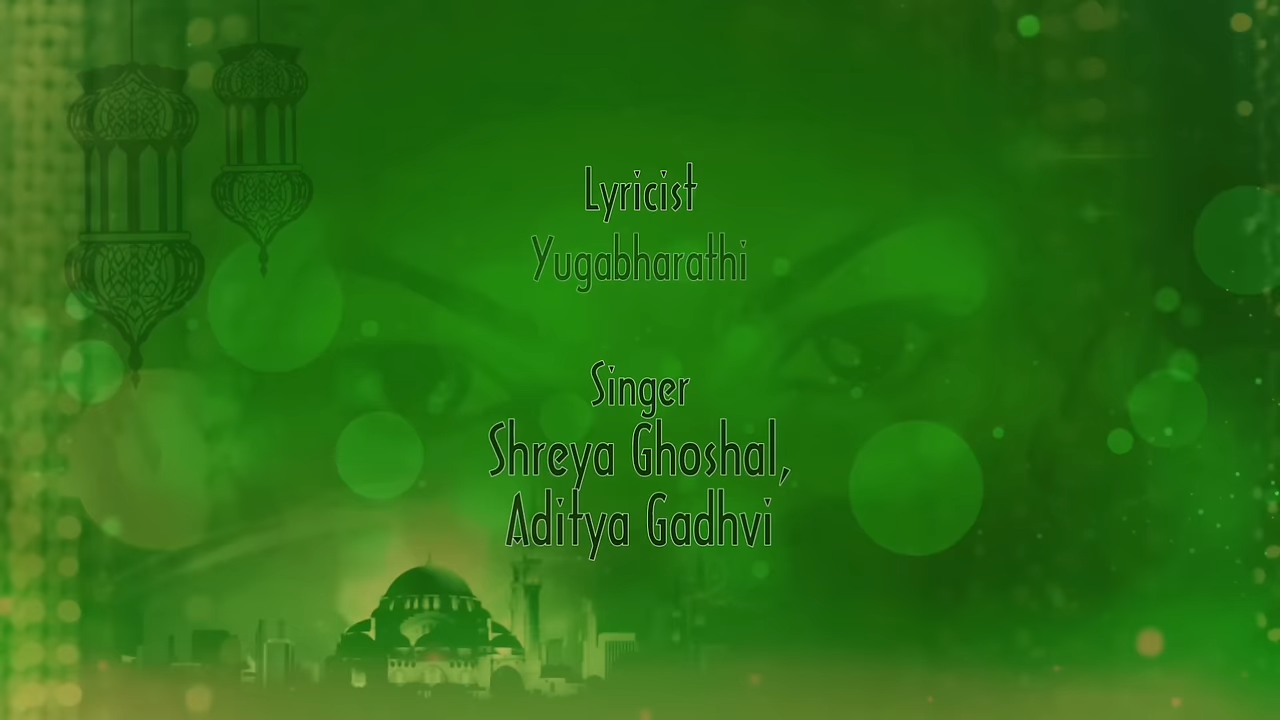 Lyricist
Yugabharathi
Singer
Shreya Ghoshal,
Aditya Gadhvi